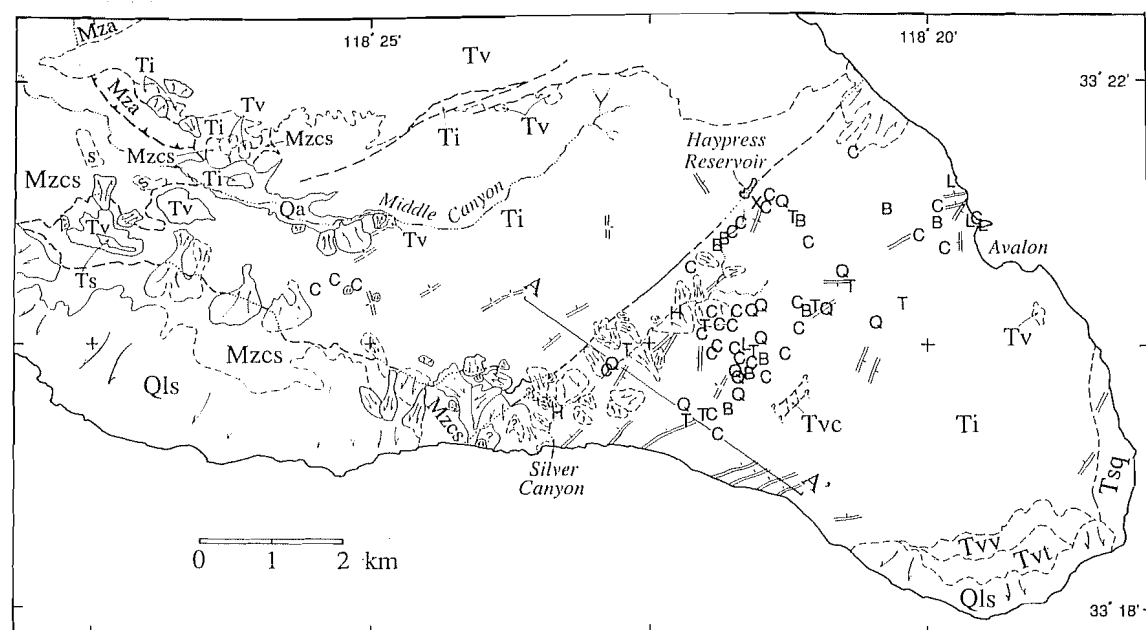 118° 25'
118° 20'
33° 22'
Mza
Tv
Ti
Mza
Tv
Ti
Mzcs
Ti
Tv
Haypress
Reservoir
C
Mzcs
s
Mzcs
Ti
s
L
X C Q
C
T B
B
C
B
L
Qa
Middle Canyon
Ti
Tv
Tv
Tv
C
C
B
C
C
C
Avalon
Ts
C
C C
A
C
Q
T
H
C
C Q Q
C
B T Q
T
Q
Tv
T C C
C
Mzcs
T
Q
L T
C
C
C C B
Q
C
Qls
Q B C
Q
Q
T T C
B
Tvc
Ti
H
Mzcs
C
Silver
Canyon
A'
Tsq
0 2 km
Tvv
Tvt
Qls
33° 18'